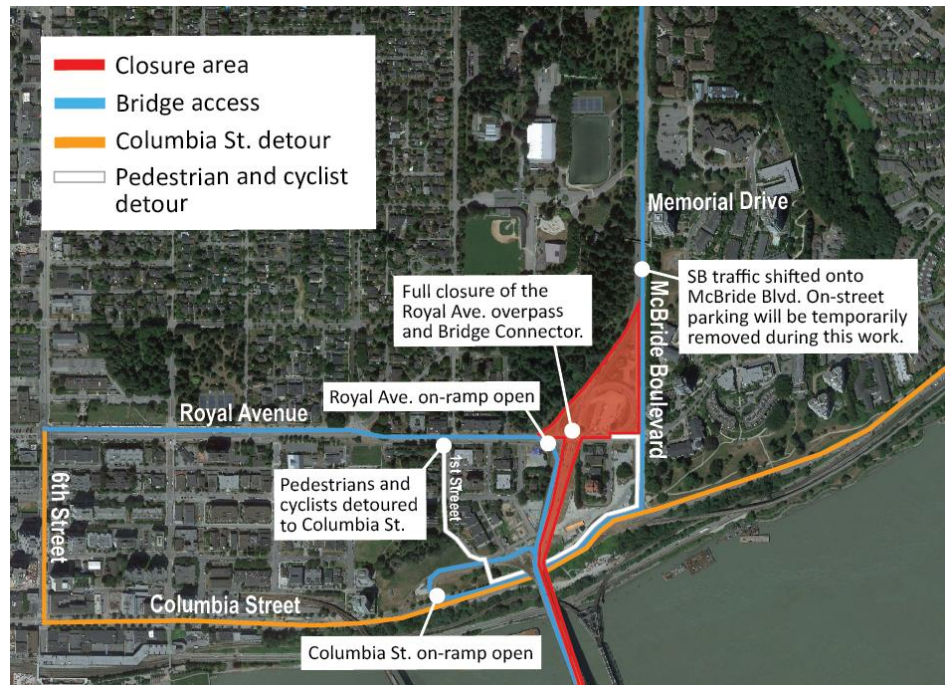 Closure area
Bridge access
Columbia St. detour
Pedestrian and cyclist
detour
Memorial Drive
Full closure of the
Royal Ave. overpass
and Bridge Connector.
SB traffic shifted onto
McBride Blvd. On-street
parking will be temporarily
removed during this work.
McBride Boulevard
Royal Ave. on-ramp open
Royal Avenue
6th Street
1st Streeet
Pedestrians and
cyclists detoured
to Columbia St.
Columbia Street
Columbia St. on-ramp open